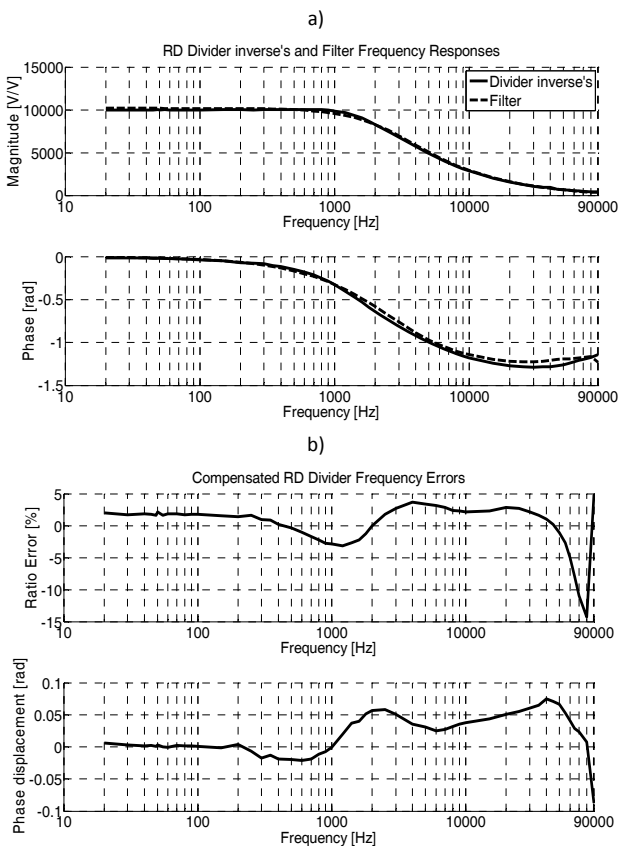 a)
RD Divider inverse's and Filter Frequency Responses
15000
10000
5000
0
Magnitude [V/V]
Divider inverse's
Filter
10 100 1000 10000 90000
Frequency [Hz]
0
-0.5
-1
-1.5
Phase [rad]
10 100 1000 10000 90000
Frequency [Hz]
b)
Compensated RD Divider Frequency Errors
5
0
-5
-10
-15
Ratio Error [%]
10 100 1000 10000 90000
Frequency [Hz]
0.1
0.05
0
-0.05
-0.1
Phase displacement [rad]
10 100 1000 10000 90000
Frequency [Hz]